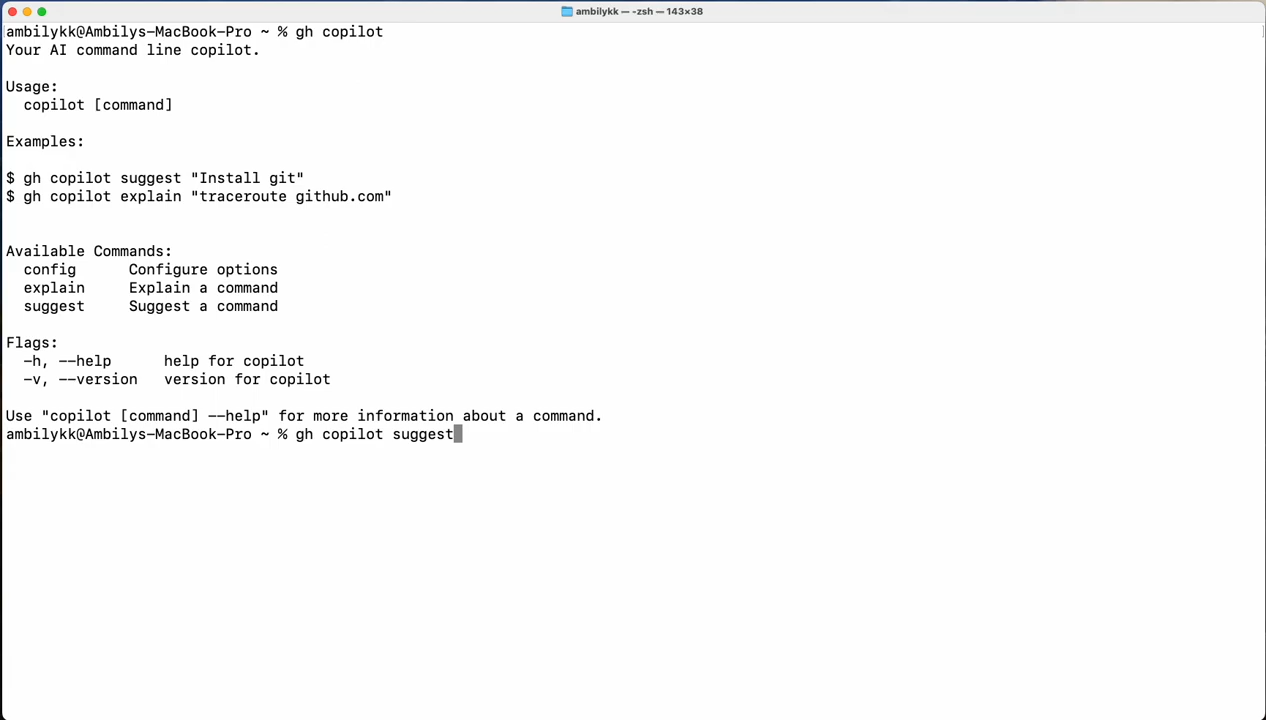 ambilykk — -zsh — 143×38
ambilykk@Ambilys-MacBook-Pro ~ % gh copilot
Your AI command line copilot.
Usage:
  copilot [command]
Examples:
$ gh copilot suggest "Install git"
$ gh copilot explain "traceroute github.com"
Available Commands:
  config      Configure options
  explain     Explain a command
  suggest     Suggest a command
Flags:
  -h, --help      help for copilot
  -v, --version   version for copilot
Use "copilot [command] --help" for more information about a command.
ambilykk@Ambilys-MacBook-Pro ~ % gh copilot suggest